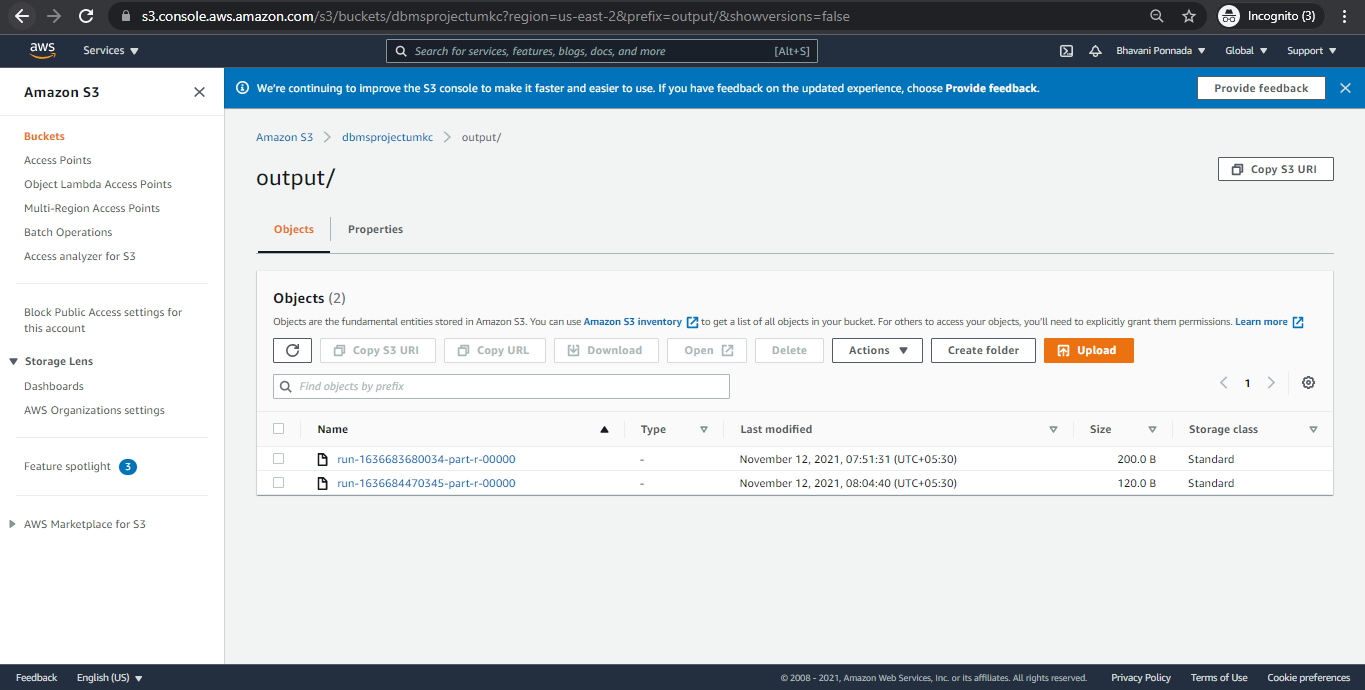 s3.console.aws.amazon.com/s3/buckets/dbmsprojectumkc?region=us-east-2&prefix=output/&showversions=false
Incognito (3)
aws Services Search for services, features, blogs, docs, and more [Alt+S] Bhavani Ponnada Global Support
Amazon S3
We're continuing to improve the S3 console to make it faster and easier to use. If you have feedback on the updated experience, choose Provide feedback.
Provide feedback
Buckets
Access Points
Object Lambda Access Points
Multi-Region Access Points
Batch Operations
Access analyzer for S3
Block Public Access settings for
this account
Storage Lens
Dashboards
AWS Organizations settings
Feature spotlight 3
AWS Marketplace for S3
Amazon S3 dbmsprojectumkc output/
output/
Copy S3 URI
Objects Properties
Objects (2)
Objects are the fundamental entities stored in Amazon S3. You can use Amazon S3 inventory to get a list of all objects in your bucket. For others to access your objects, you'll need to explicitly grant them permissions. Learn more
Copy S3 URI Copy URL Download Open Delete Actions Create folder Upload
Find objects by prefix
1
Name Type Last modified Size Storage class
run-1636683680034-part-r-00000 - November 12, 2021, 07:51:31 (UTC+05:30) 200.0 B Standard
run-1636684470345-part-r-00000 - November 12, 2021, 08:04:40 (UTC+05:30) 120.0 B Standard
Feedback English (US) © 2008 - 2021, Amazon Web Services, Inc. or its affiliates. All rights reserved. Privacy Policy Terms of Use Cookie preferences